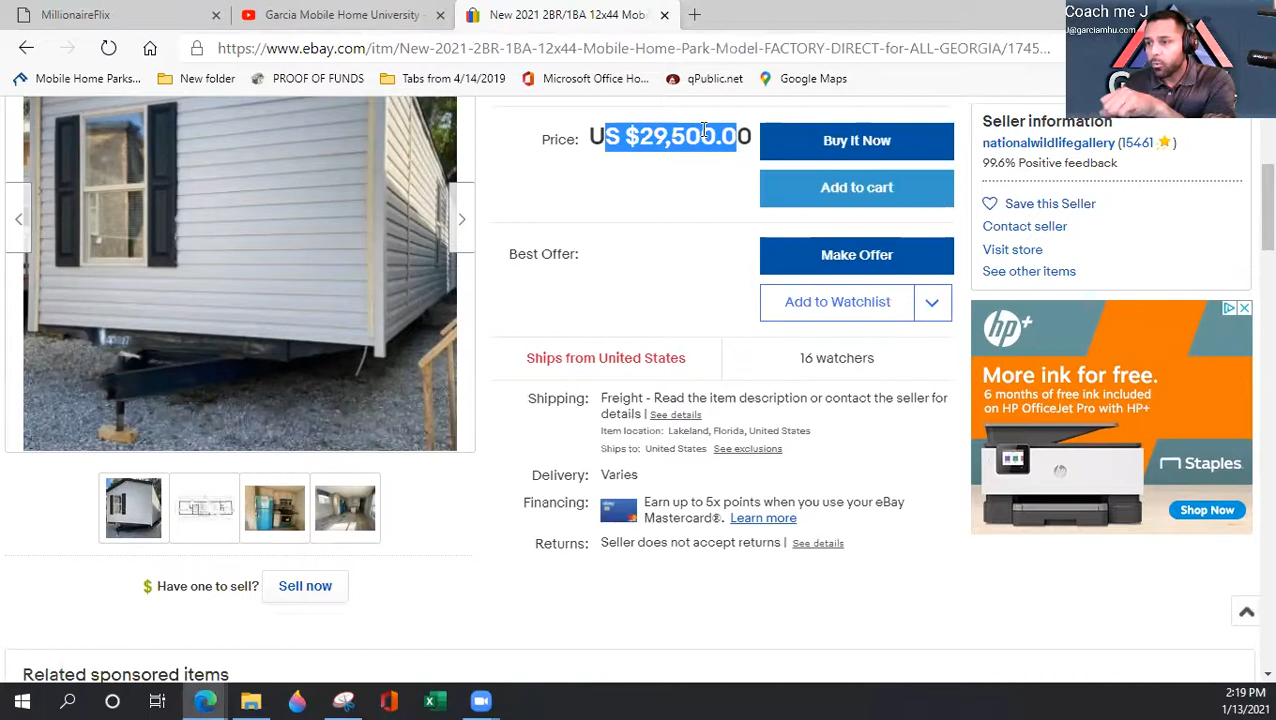 MillionaireFlix
Garcia Mobile Home University -
New 2021 2BR/1BA 12x44 Mob
Coach me J
J@garciamhu.com
https://www.ebay.com/itm/New-2021-2BR-1BA-12x44-Mobile-Home-Park-Model-FACTORY-DIRECT-for-ALL-GEORGIA/1745...
Mobile Home Parks...
New folder
PROOF OF FUNDS
Tabs from 4/14/2019
Microsoft Office Ho...
qPublic.net
Google Maps
Price:
US $29,500.00
Buy It Now
Add to cart
Best Offer:
Make Offer
Add to Watchlist
Ships from United States
16 watchers
Shipping:
Freight - Read the item description or contact the seller for
details | See details
Item location: Lakeland, Florida, United States
Ships to: United States See exclusions
Delivery:
Varies
Financing:
Earn up to 5x points when you use your eBay
Mastercard®. Learn more
Returns:
Seller does not accept returns | See details
Seller information
nationalwildlifegallery (15461 )
99.6% Positive feedback
Save this Seller
Contact seller
Visit store
See other items
hp+
More ink for free.
6 months of free ink included
on HP OfficeJet Pro with HP+
Staples
Shop Now
$ Have one to sell?
Sell now
Related sponsored items
2:19 PM
1/13/2021